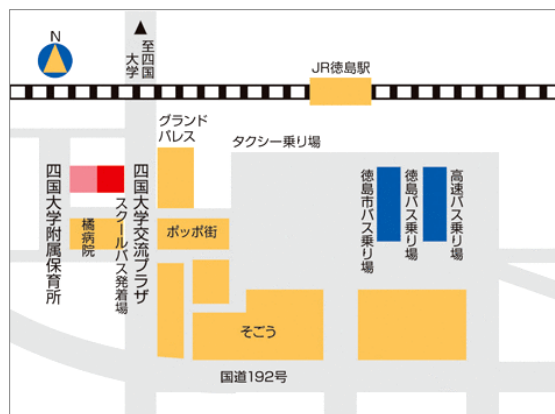 N
至四国
大学
JR徳島駅
グランド
パレス
タクシー乗り場
四国大学附属保育所
橘病院
スクールバス発着場
四国大学交流プラザ
ポッポ街
徳島市バス乗り場
徳島バス乗り場
高速バス乗り場
そごう
国道192号